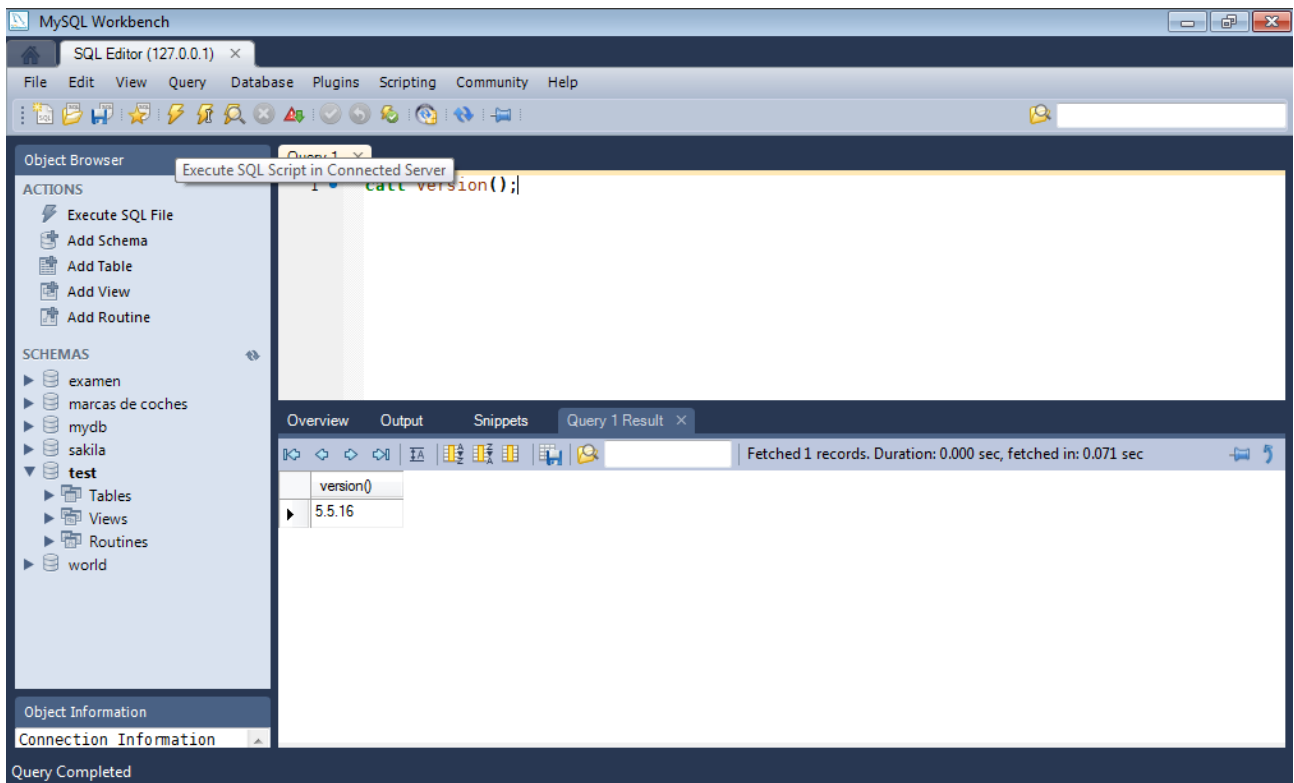 MySQL Workbench
SQL Editor (127.0.0.1)
File Edit View Query Database Plugins Scripting Community Help
Object Browser
Query 1
Execute SQL Script in Connected Server
ACTIONS
1 call version();
Execute SQL File
Add Schema
Add Table
Add View
Add Routine
SCHEMAS
examen
marcas de coches
mydb
sakila
test
Tables
Views
Routines
world
Overview Output Snippets Query 1 Result
Fetched 1 records. Duration: 0.000 sec, fetched in: 0.071 sec
version()
5.5.16
Object Information
Connection Information
Query Completed